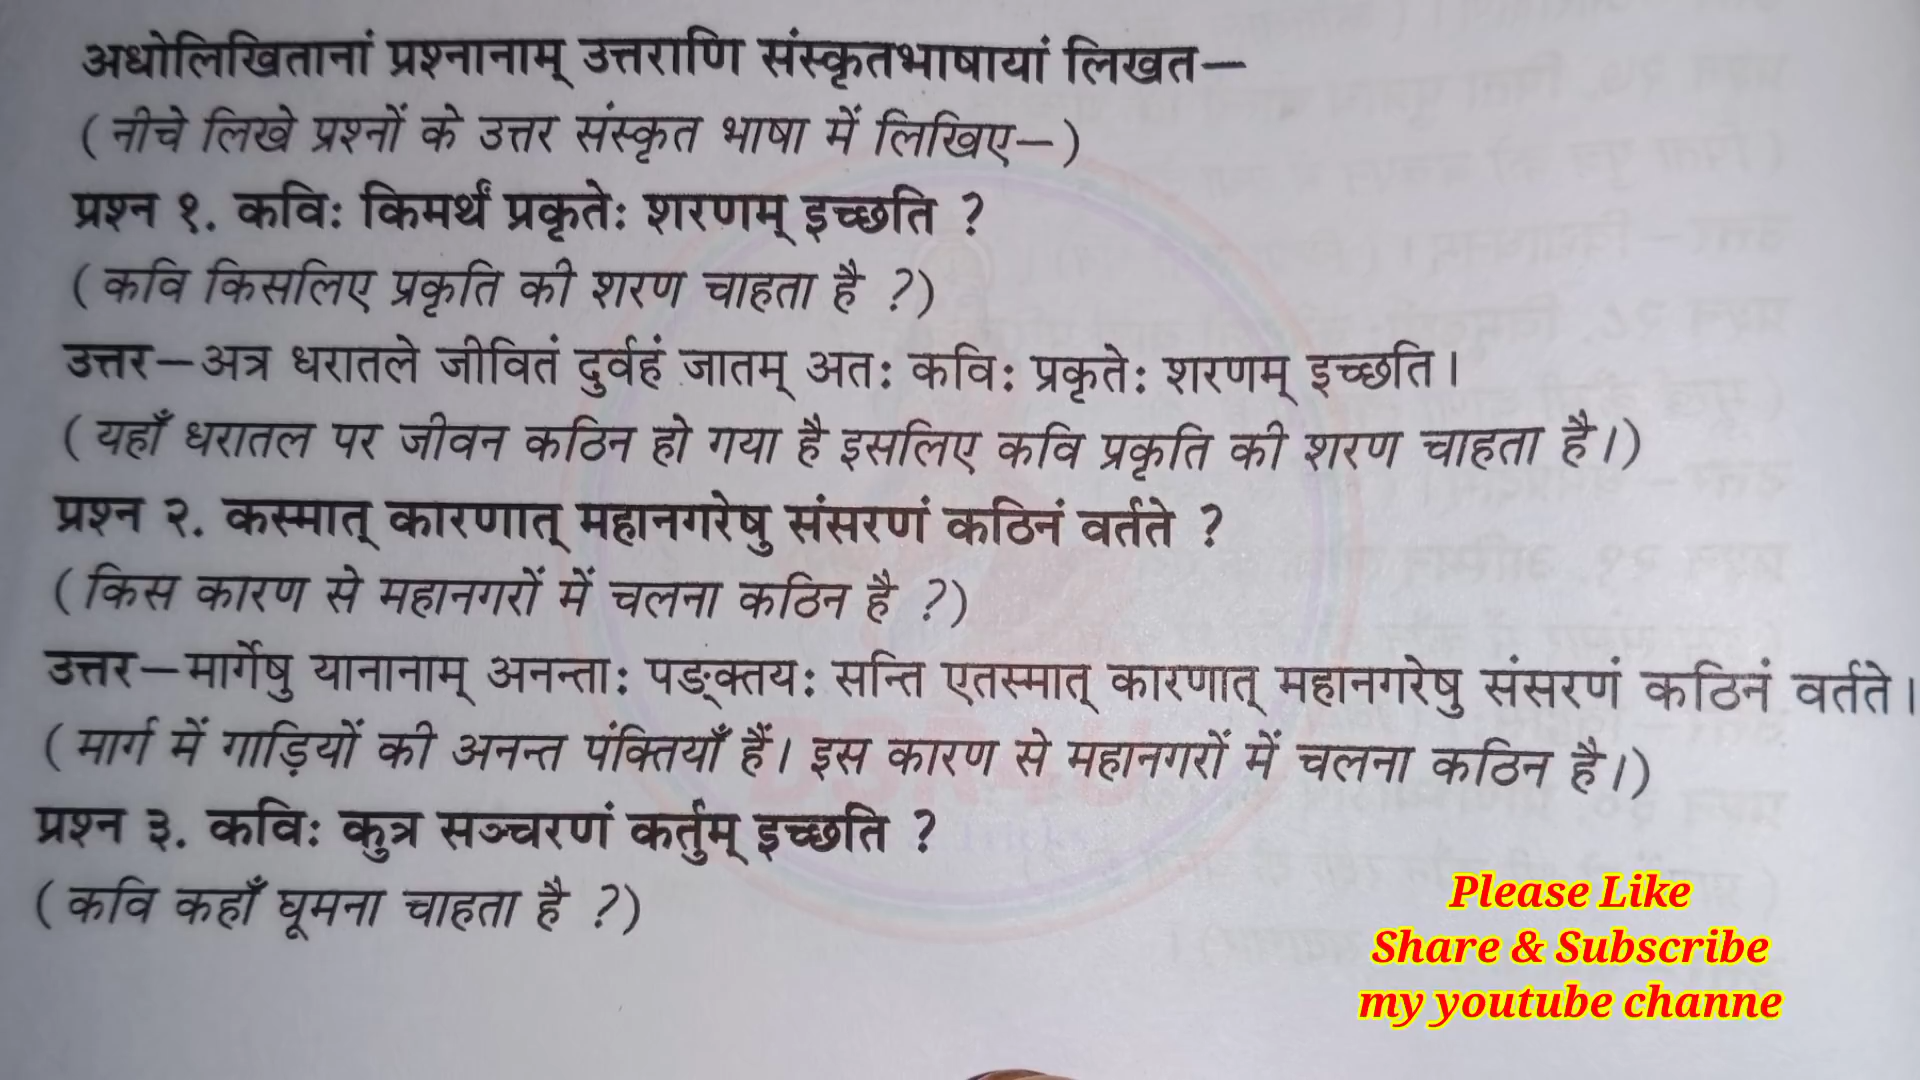 अधोलिखितानां प्रश्नानाम् उत्तराणि संस्कृतभाषायां लिखत—
( नीचे लिखे प्रश्नों के उत्तर संस्कृत भाषा में लिखिए—)
प्रश्न १. कविः किमर्थं प्रकृतेः शरणम् इच्छति ?
( कवि किसलिए प्रकृति की शरण चाहता है ?)
उत्तर—अत्र धरातले जीवितं दुर्वहं जातम् अतः कविः प्रकृतेः शरणम् इच्छति।
( यहाँ धरातल पर जीवन कठिन हो गया है इसलिए कवि प्रकृति की शरण चाहता है।)
प्रश्न २. कस्मात् कारणात् महानगरेषु संसरणं कठिनं वर्तते ?
( किस कारण से महानगरों में चलना कठिन है ?)
उत्तर—मार्गेषु यानानाम् अनन्ताः पङ्क्तयः सन्ति एतस्मात् कारणात् महानगरेषु संसरणं कठिनं वर्तते।
( मार्ग में गाड़ियों की अनन्त पंक्तियाँ हैं। इस कारण से महानगरों में चलना कठिन है।)
प्रश्न ३. कविः कुत्र सञ्चरणं कर्तुम् इच्छति ?
( कवि कहाँ घूमना चाहता है ?)
Please Like
Share & Subscribe
my youtube channe